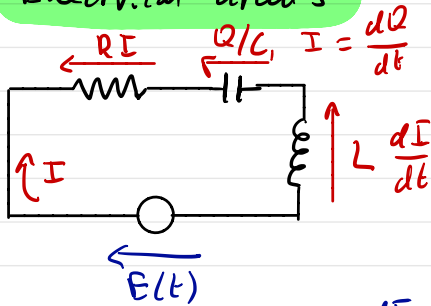 RI
Q/C, I = dQ/dt
I
L dI/dt
E(t)